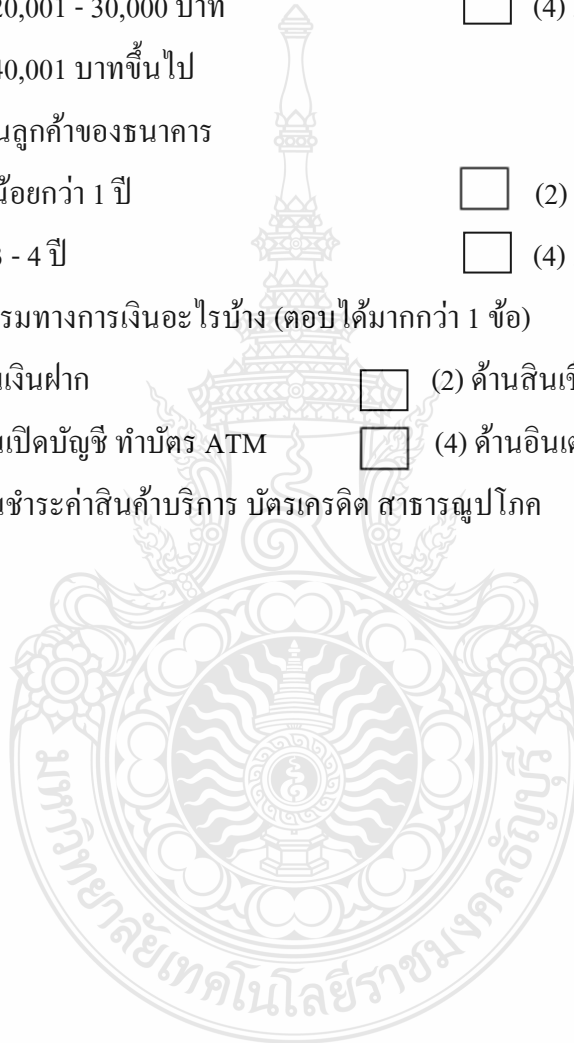 20,001 - 30,000 บาท (4)
40,001 บาทขึ้นไป
นลูกค้าของธนาคาร
น้อยกว่า 1 ปี (2)
3 - 4 ปี (4)
รมทางการเงินอะไรบ้าง (ตอบได้มากกว่า 1 ข้อ)
นเงินฝาก (2) ด้านสินเชื
นเปิดบัญชี ทำบัตร ATM (4) ด้านอินเต
นชำระค่าสินค้าบริการ บัตรเครดิต สาธารณูปโภค
มหาวิทยาลัยเทคโนโลยีราชมงคลธัญบุรี